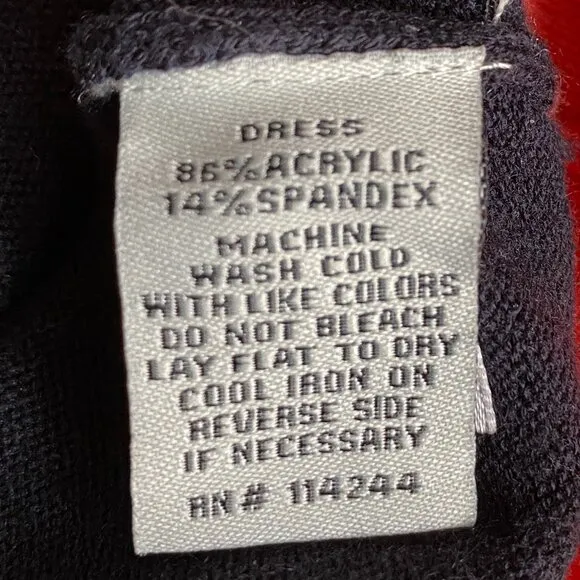 DRESS
86% ACRYLIC
14% SPANDEX
MACHINE
WASH COLD
WITH LIKE COLORS
DO NOT BLEACH
LAY FLAT TO DRY
COOL IRON ON
REVERSE SIDE
IF NECESSARY
RN# 114244